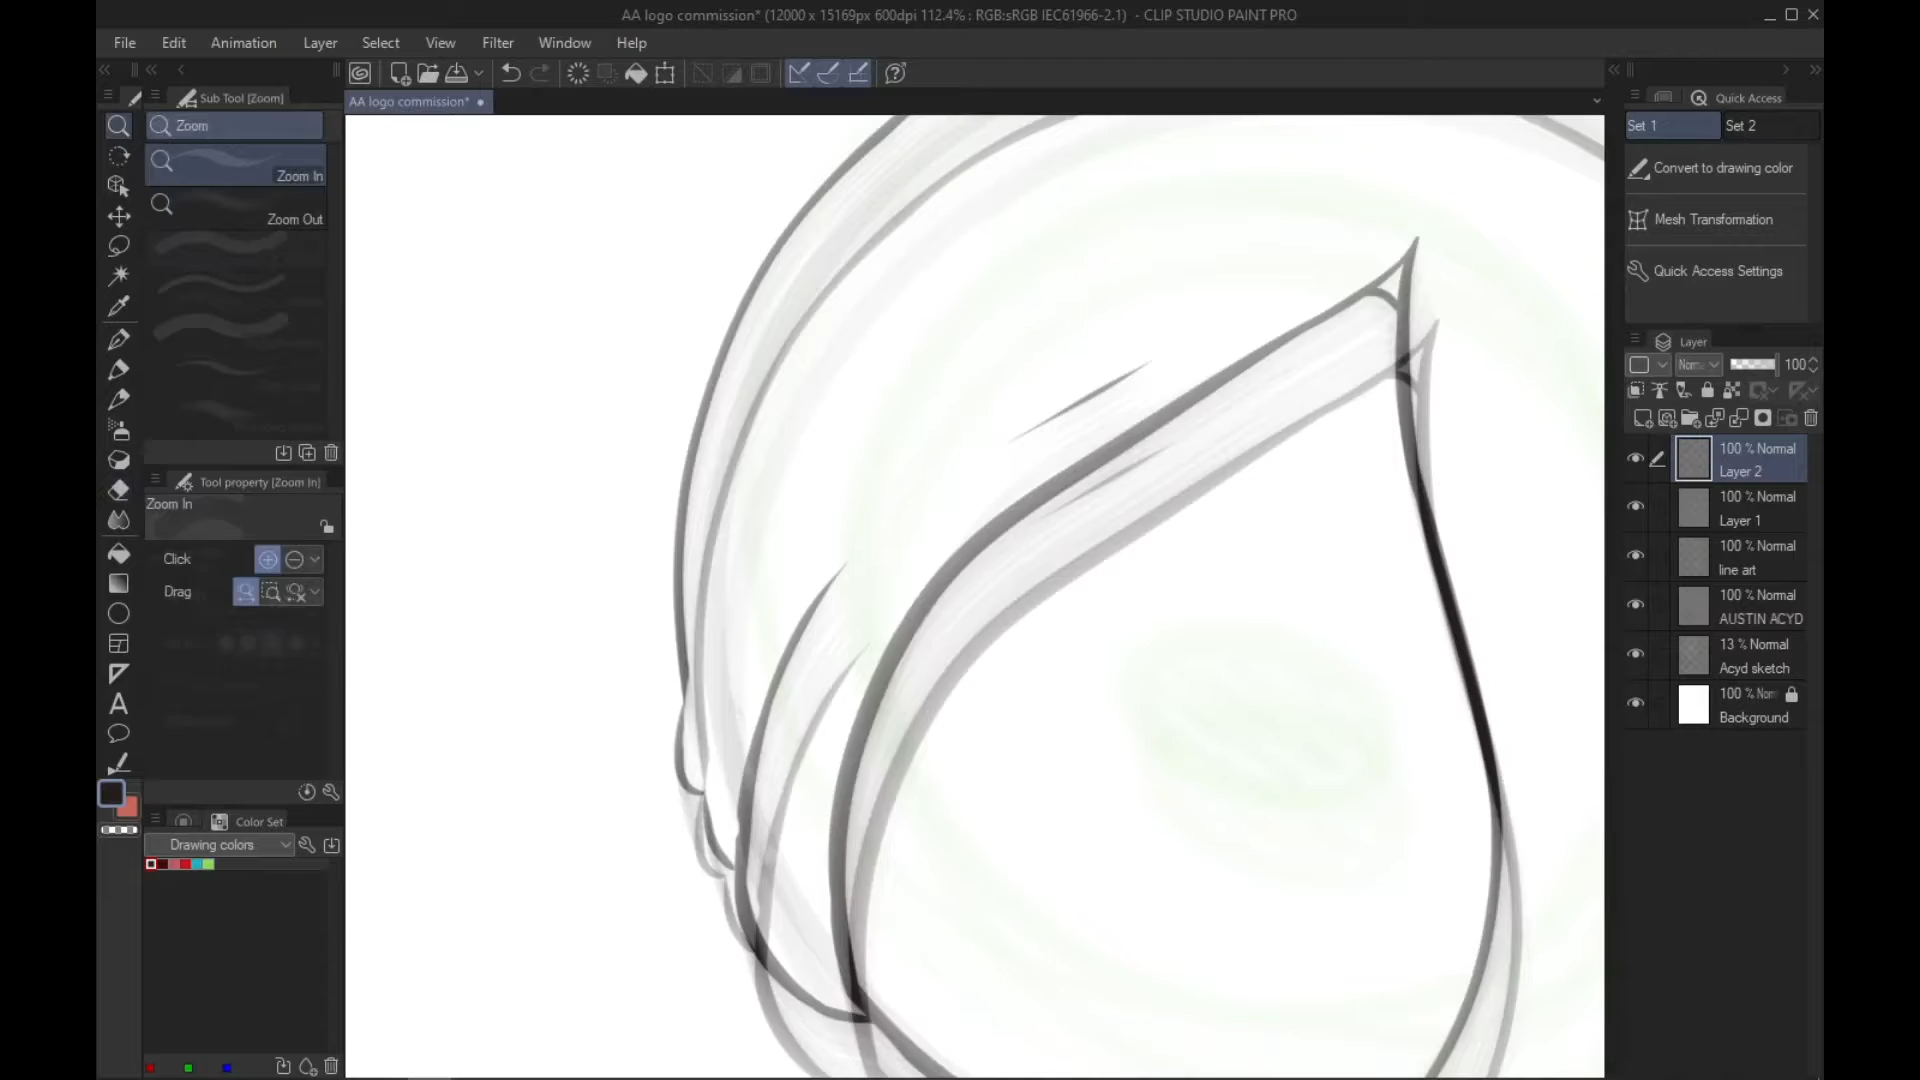 AA logo commission* (12000 x 15169px 600dpi 112.4% : RGB:sRGB IEC61966-2.1) - CLIP STUDIO PAINT PRO
File Edit Animation Layer Select View Filter Window Help
Sub Tool [Zoom]
AA logo commission*
Quick Access
Zoom
Set 1 Set 2
Zoom In
Convert to drawing color
Zoom Out
Mesh Transformation
Quick Access Settings
Layer
100
100 % Normal
Layer 2
Tool property [Zoom In]
Zoom In
100 % Normal
Layer 1
Click
100 % Normal
line art
Drag
100 % Normal
AUSTIN ACYD
13 % Normal
Acyd sketch
100 %
Background
Color Set
Drawing colors